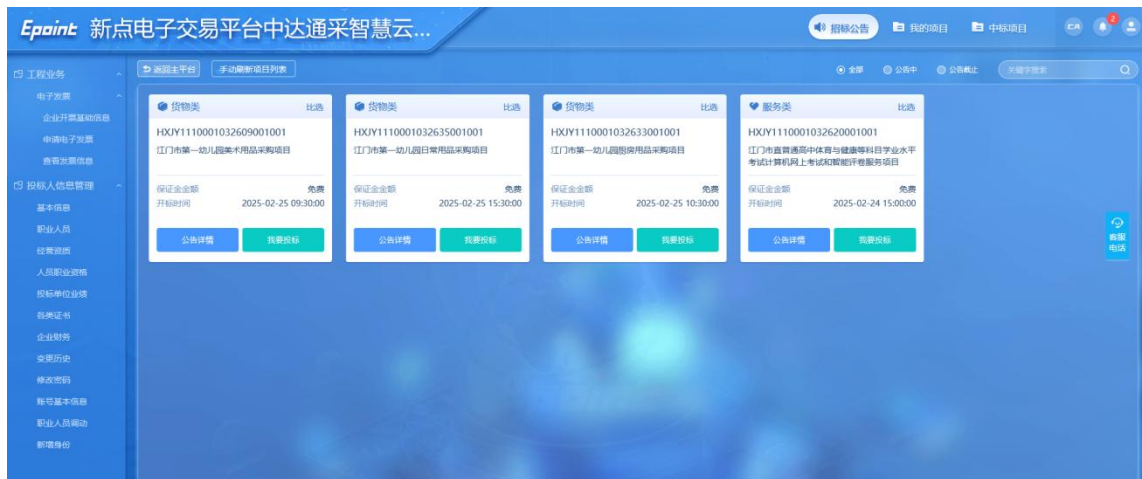 Epoint 新点电子交易平台中达通采智慧云...
招标公告 我的项目 中标项目 CA 2
返回主平台 手动刷新项目列表 全部 公告中 公告截止 关键字搜索
工程业务
电子发票
企业开票基础信息
申请电子发票
查看发票信息
投标人信息管理
基本信息
职业人员
经营资质
人员职业资格
投标单位业绩
各类证书
企业财务
变更历史
修改密码
账号基本信息
职业人员调动
新增身份
货物类 比选
HXJY1110001032609001001
江门市第一幼儿园美术用品采购项目
保证金金额 免费
开标时间 2025-02-25 09:30:00
公告详情 我要投标
货物类 比选
HXJY1110001032635001001
江门市第一幼儿园日常用品采购项目
保证金金额 免费
开标时间 2025-02-25 15:30:00
公告详情 我要投标
货物类 比选
HXJY1110001032633001001
江门市第一幼儿园厨房用品采购项目
保证金金额 免费
开标时间 2025-02-25 10:30:00
公告详情 我要投标
服务类 比选
HXJY1110001032620001001
江门市直普通高中体育与健康等科目学业水平
考试计算机网上考试和智能评卷服务项目
保证金金额 免费
开标时间 2025-02-24 15:00:00
公告详情 我要投标
客服
电话